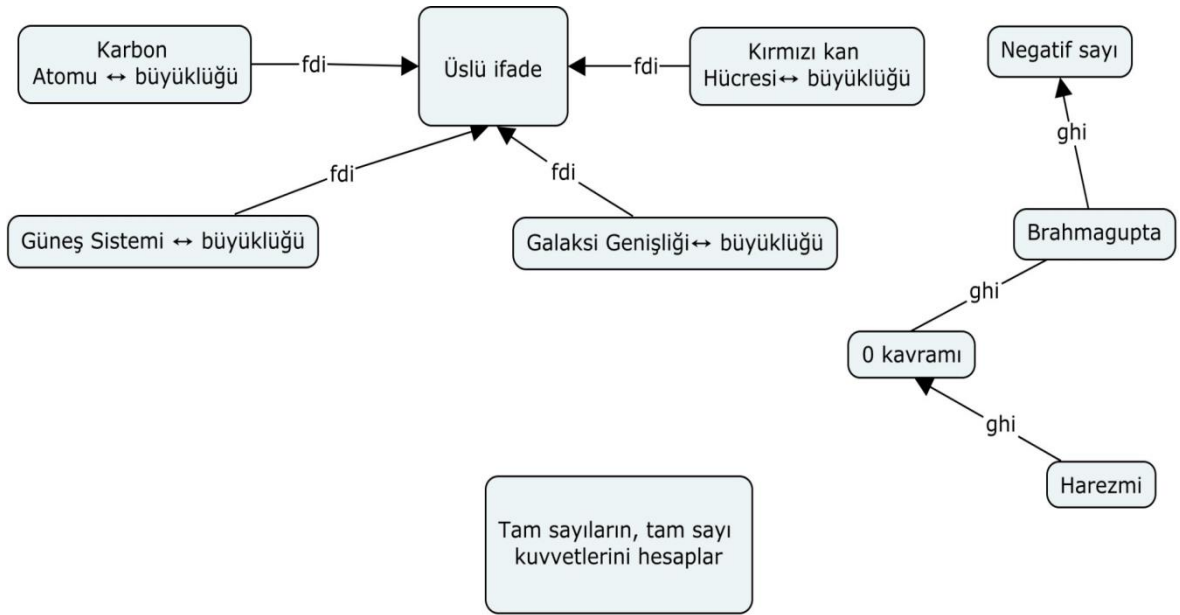 Karbon
Atomu ↔ büyüklüğü
fdi
Üslü ifade
fdi
Kırmızı kan
Hücresi↔ büyüklüğü
Negatif sayı
ghi
fdi
fdi
Güneş Sistemi ↔ büyüklüğü
Galaksi Genişliği↔ büyüklüğü
Brahmagupta
ghi
0 kavramı
ghi
Harezmi
Tam sayıların, tam sayı
kuvvetlerini hesaplar